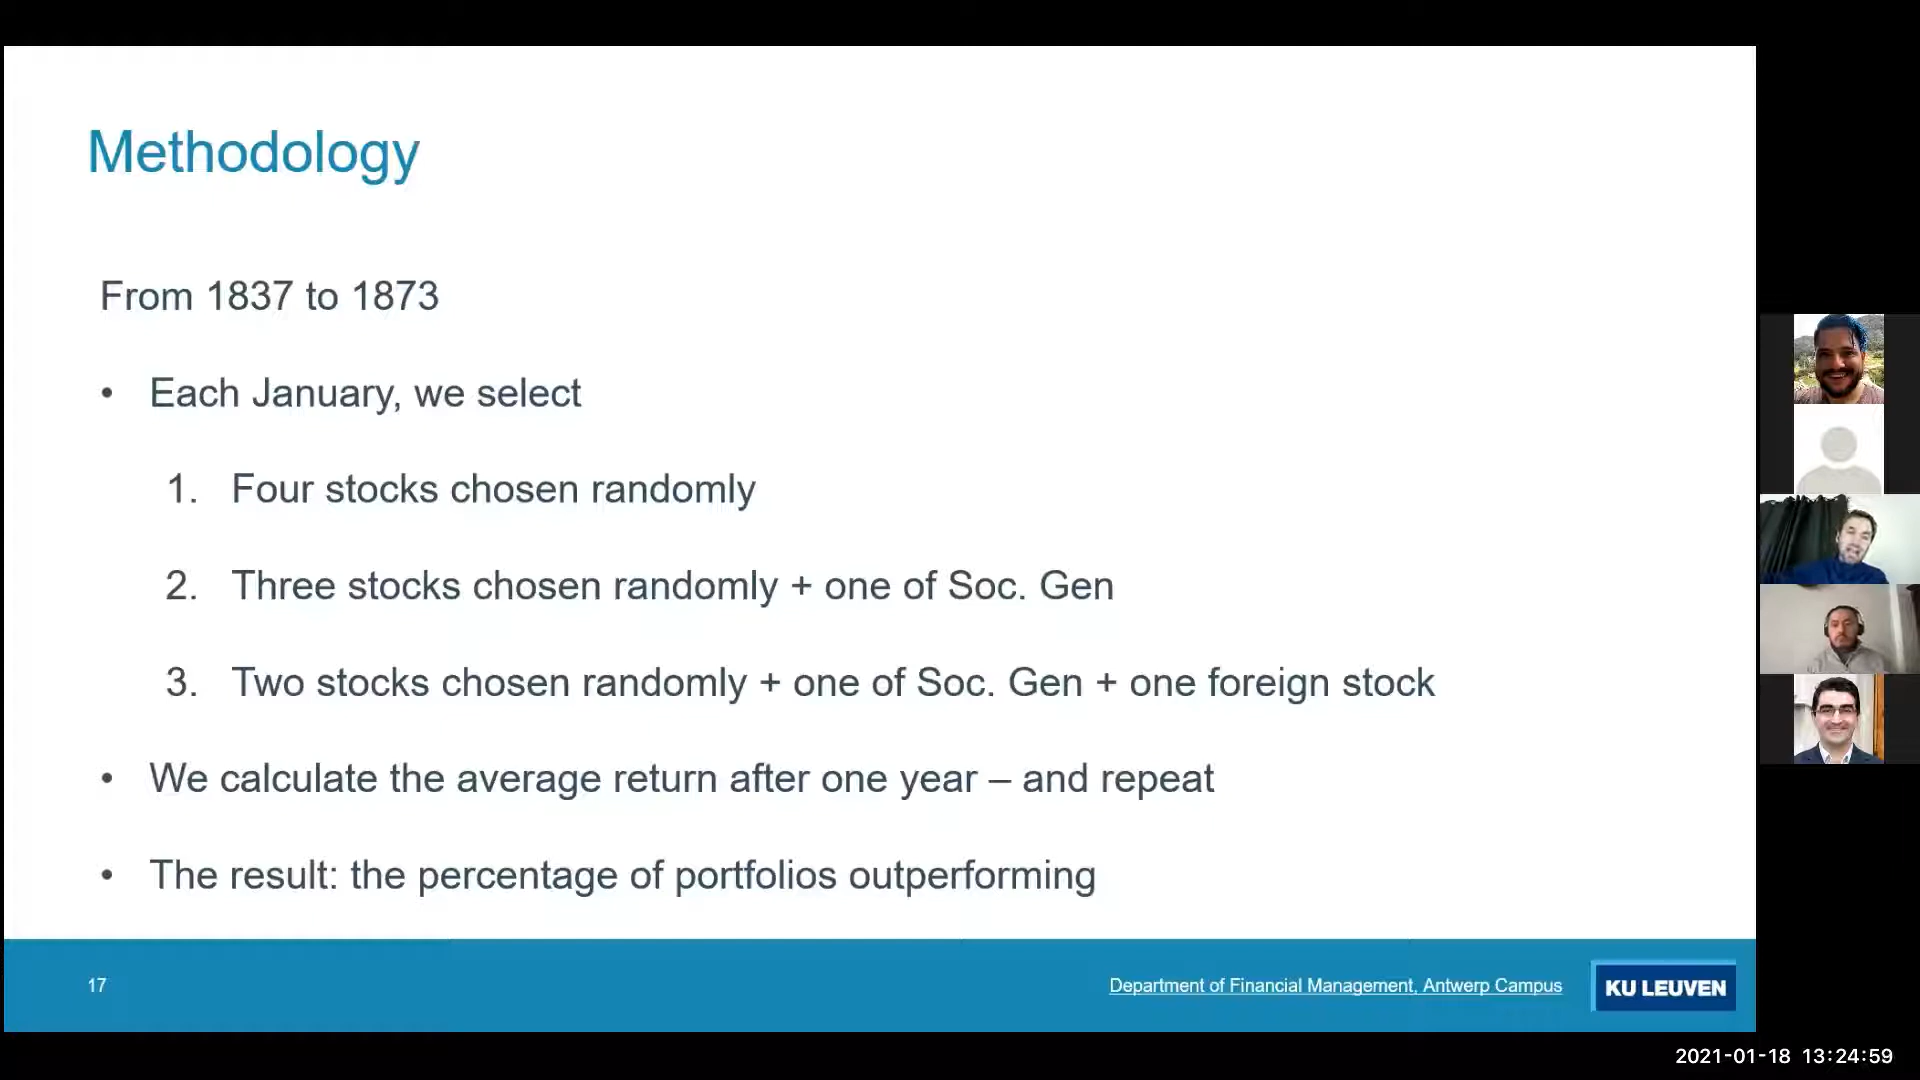 Methodology
From 1837 to 1873
• Each January, we select
1. Four stocks chosen randomly
2. Three stocks chosen randomly + one of Soc. Gen
3. Two stocks chosen randomly + one of Soc. Gen + one foreign stock
• We calculate the average return after one year – and repeat
• The result: the percentage of portfolios outperforming
17
Department of Financial Management, Antwerp Campus
KU LEUVEN
2021-01-18 13:24:59